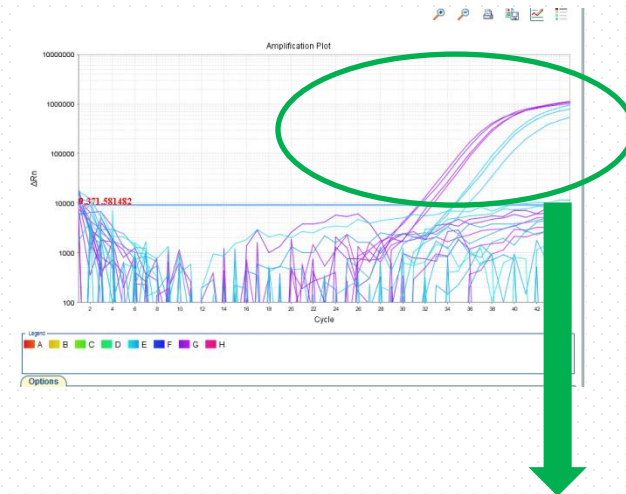 Amplification Plot
10000000
1000000
100000
10000
1000
100
ΔRn
9,371.581482
2 4 6 8 10 12 14 16 18 20 22 24 26 28 30 32 34 36 38 40 42
Cycle
Legend
A B C D E F G H
Options